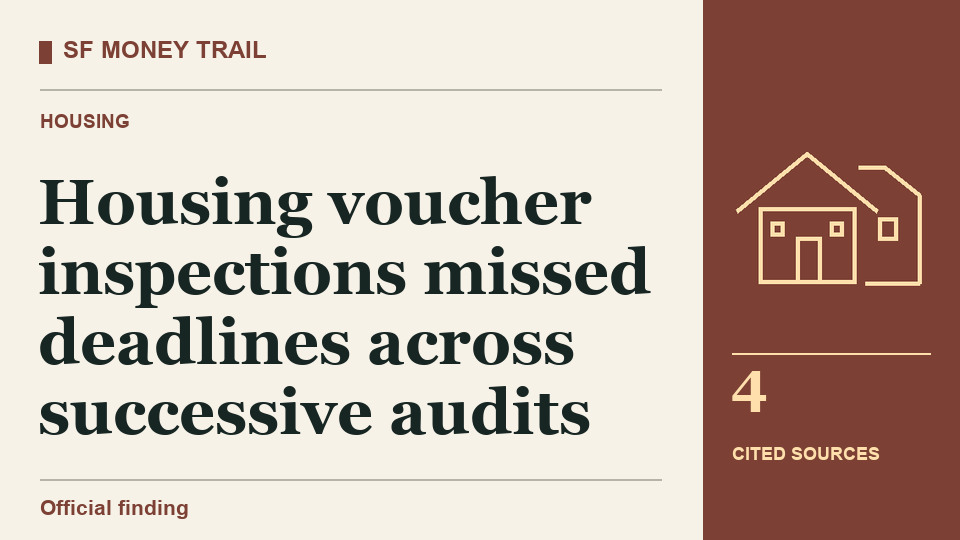 SF MONEY TRAIL
HOUSING
Housing voucher
inspections missed
deadlines across
successive audits
Official finding
4
CITED SOURCES